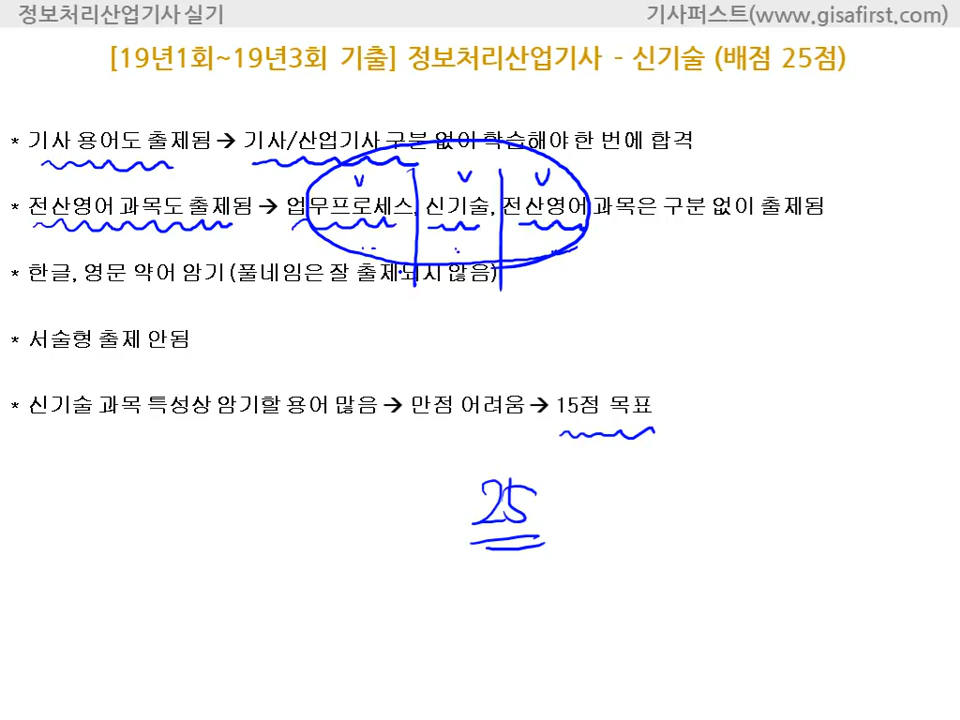 정보처리산업기사 실기
기사퍼스트(www.gisafirst.com)
[19년1회~19년3회 기출] 정보처리산업기사 - 신기술 (배점 25점)
* 기사 용어도 출제됨 → 기사/산업기사 구분 없이 학습해야 한 번에 합격
* 전산영어 과목도 출제됨 → 업무프로세스, 신기술, 전산영어 과목은 구분 없이 출제됨
* 한글, 영문 약어 암기 (풀네임은 잘 출제되지 않음)
* 서술형 출제 안됨
* 신기술 과목 특성상 암기할 용어 많음 → 만점 어려움 → 15점 목표
25